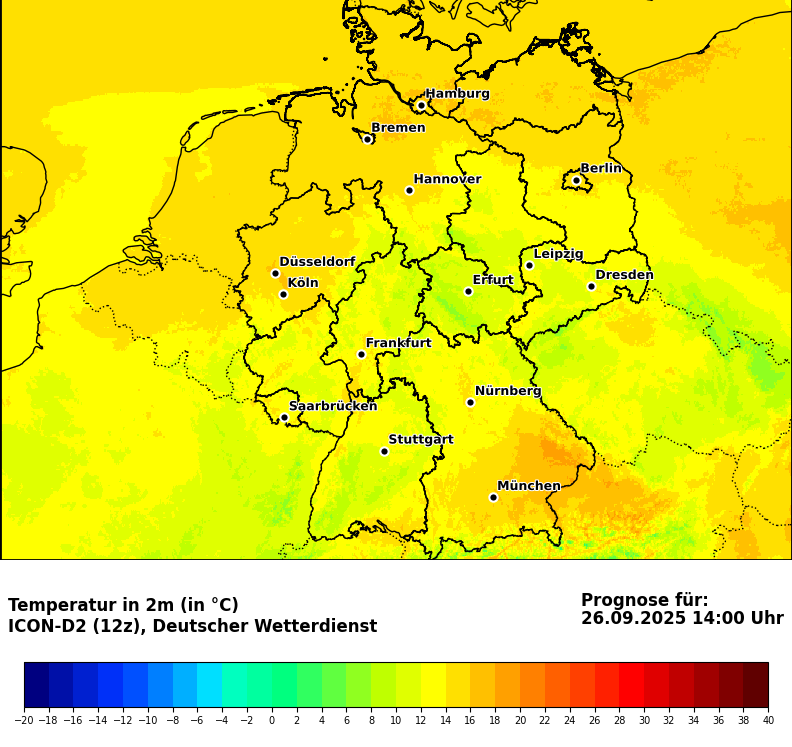 Hamburg
Bremen
Berlin
Hannover
Leipzig
Düsseldorf
Dresden
Köln
Erfurt
Frankfurt
Nürnberg
Saarbrücken
Stuttgart
München
Temperatur in 2m (in °C)
ICON-D2 (12z), Deutscher Wetterdienst
Prognose für:
26.09.2025 14:00 Uhr
−20 −18 −16 −14 −12 −10 −8 −6 −4 −2 0 2 4 6 8 10 12 14 16 18 20 22 24 26 28 30 32 34 36 38 40